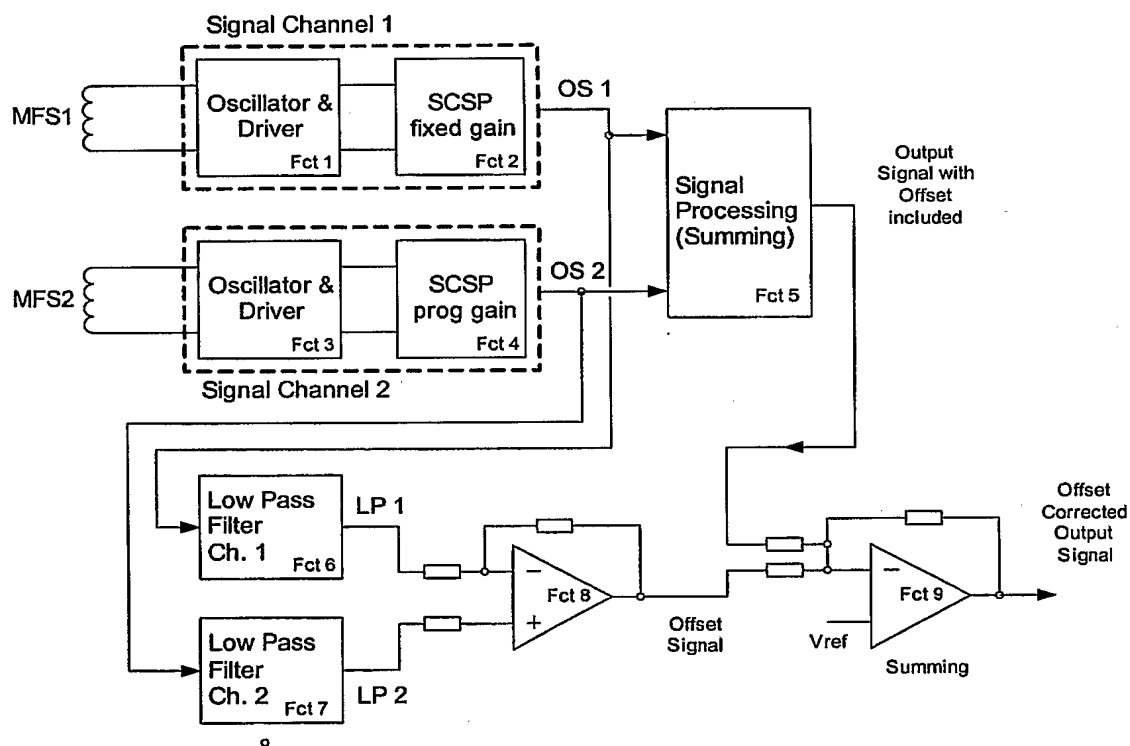 Signal Channel 1
MFS1
Oscillator &
Driver
Fct 1
SCSP
fixed gain
Fct 2
OS 1
Signal
Processing
(Summing)
Fct 5
Output
Signal with
Offset
included
MFS2
Oscillator &
Driver
Fct 3
SCSP
prog gain
Fct 4
OS 2
Signal Channel 2
Low Pass
Filter
Ch. 1
Fct 6
LP 1
Low Pass
Filter
Ch. 2
Fct 7
LP 2
−
+
Fct 8
Offset
Signal
−
Fct 9
Vref
Summing
Offset
Corrected
Output
Signal